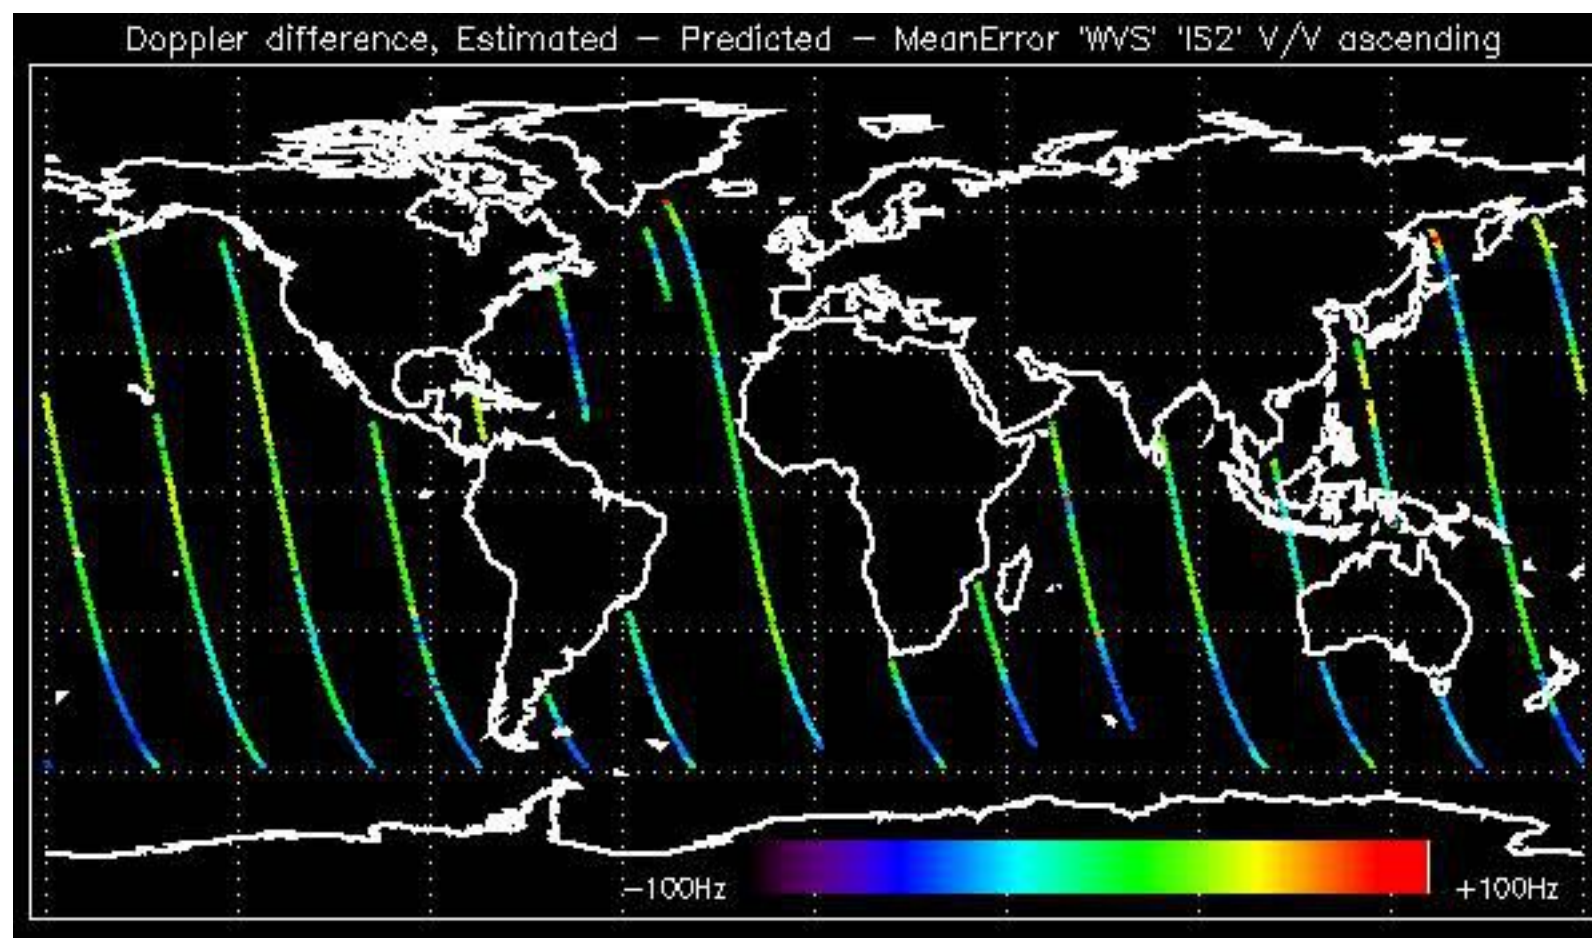 Doppler difference, Estimated – Predicted – MeanError 'WVS' 'IS2' V/V ascending
–100Hz
+100Hz